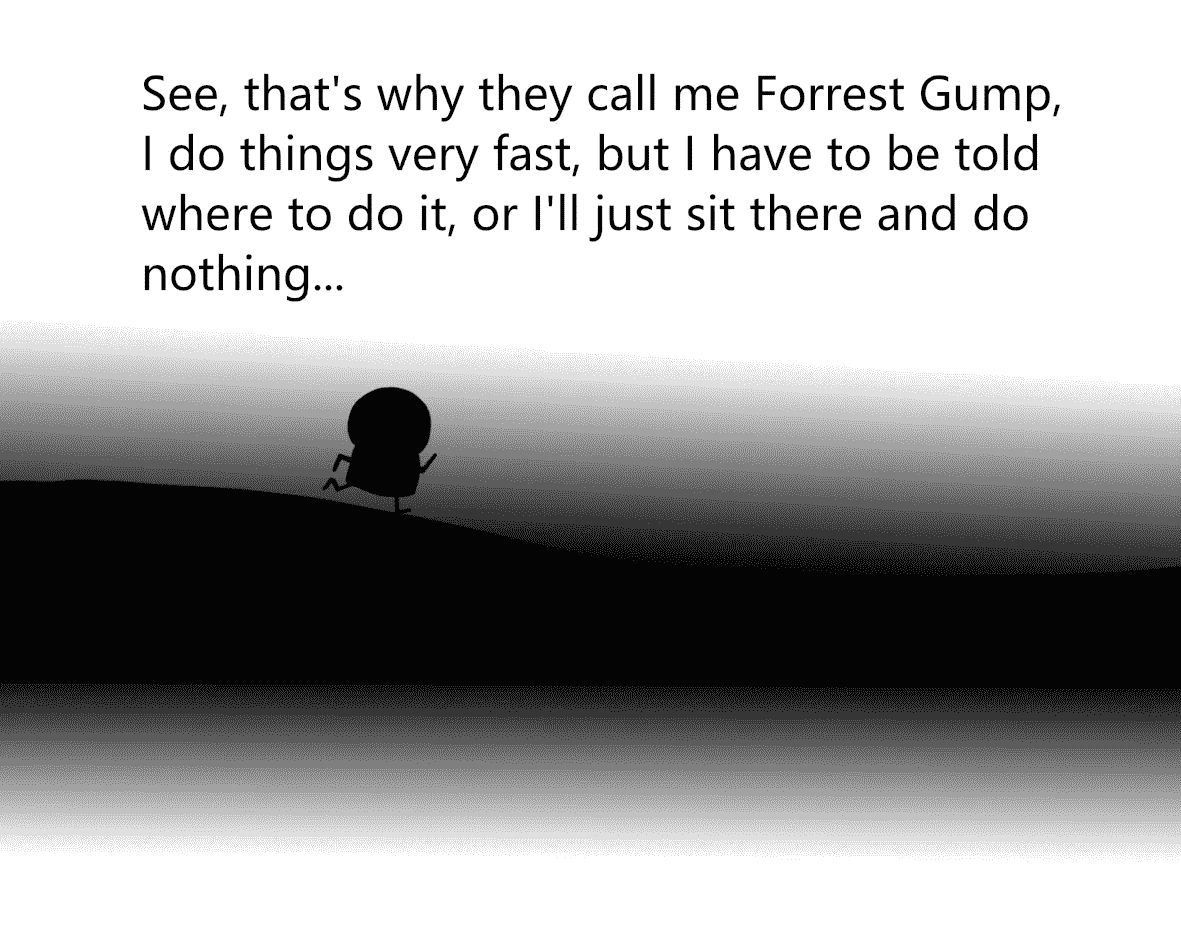 See, that's why they call me Forrest Gump,
I do things very fast, but I have to be told
where to do it, or I'll just sit there and do
nothing...